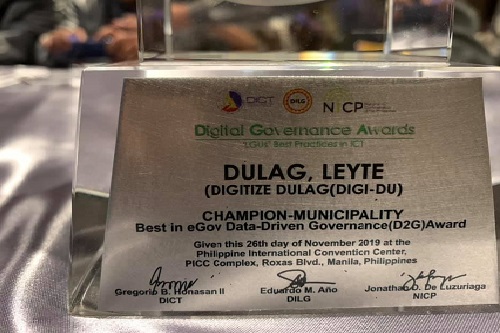 DICT DILG NICP
Digital Governance Awards
"LGUs' Best Practices in ICT"
DULAG, LEYTE
(DIGITIZE DULAG(DIGI-DU)
CHAMPION-MUNICIPALITY
Best in eGov Data-Driven Governance(D2G)Award
Given this 26th day of November 2019 at the
Philippine International Convention Center,
PICC Complex, Roxas Blvd., Manila, Philippines
Gregorio B. Honasan II Eduardo M. Año Jonathan D. De Luzuriaga
DICT DILG NICP